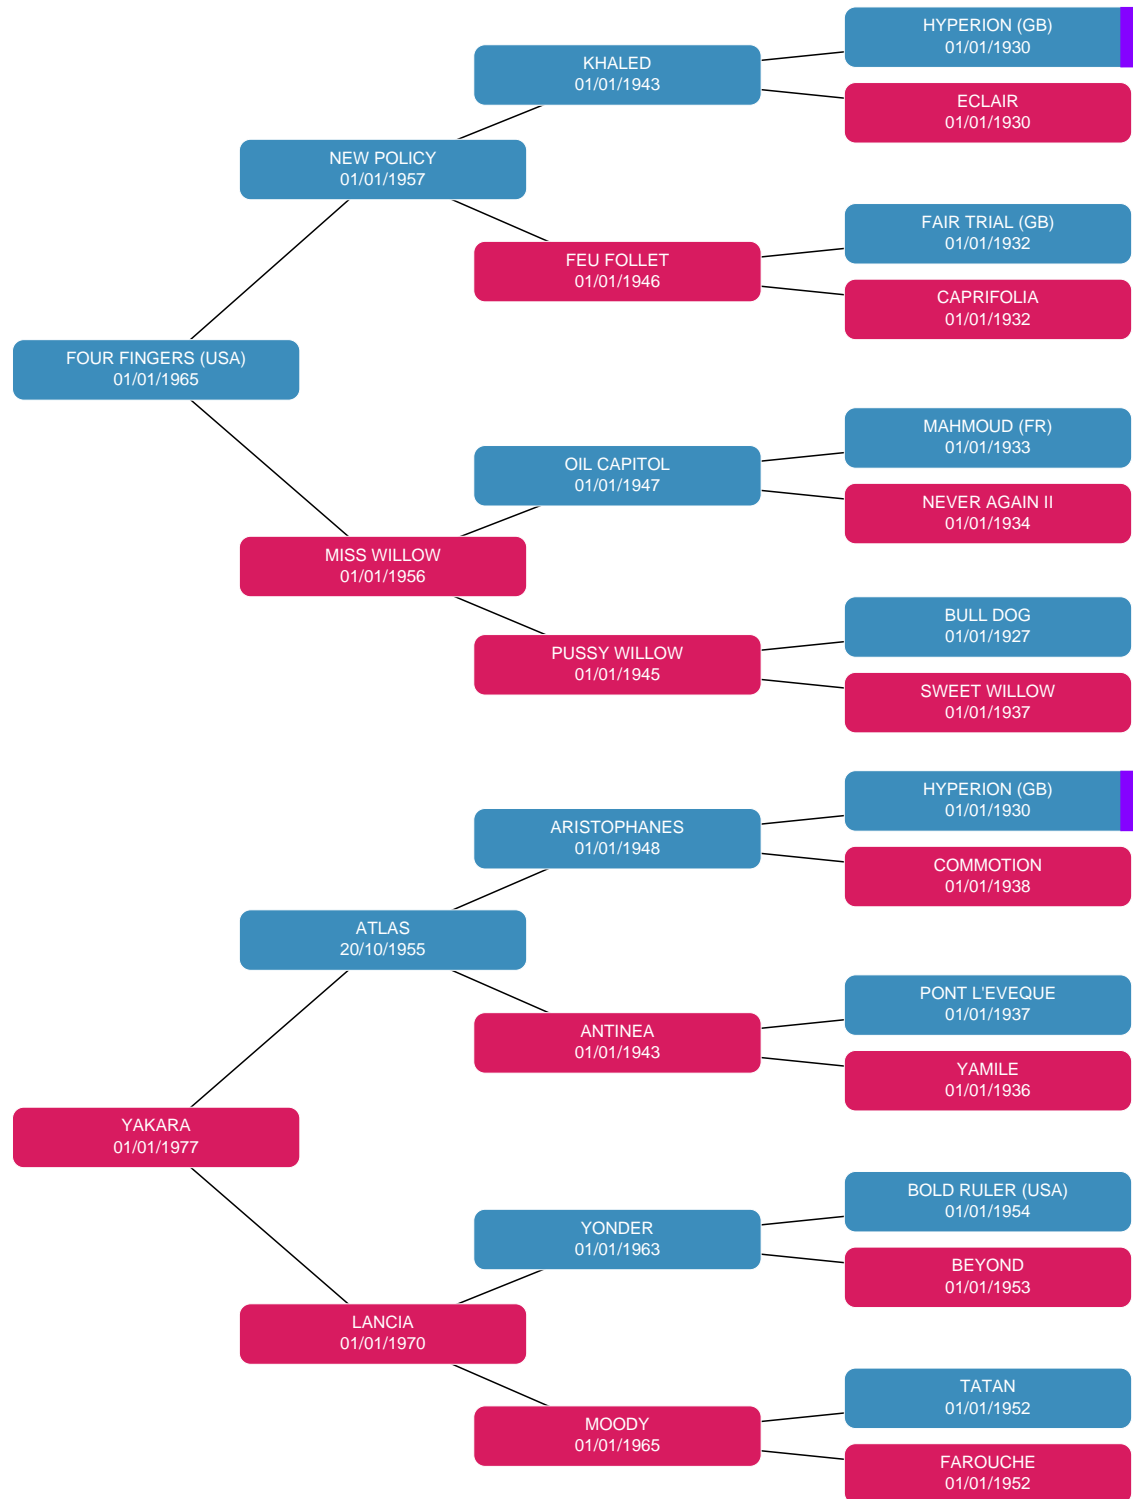 HYPERION (GB)
01/01/1930
KHALED
01/01/1943
ECLAIR
01/01/1930
NEW POLICY
01/01/1957
FAIR TRIAL (GB)
01/01/1932
FEU FOLLET
01/01/1946
CAPRIFOLIA
01/01/1932
FOUR FINGERS (USA)
01/01/1965
MAHMOUD (FR)
01/01/1933
OIL CAPITOL
01/01/1947
NEVER AGAIN II
01/01/1934
MISS WILLOW
01/01/1956
BULL DOG
01/01/1927
PUSSY WILLOW
01/01/1945
SWEET WILLOW
01/01/1937
HYPERION (GB)
01/01/1930
ARISTOPHANES
01/01/1948
COMMOTION
01/01/1938
ATLAS
20/10/1955
PONT L'EVEQUE
01/01/1937
ANTINEA
01/01/1943
YAMILE
01/01/1936
YAKARA
01/01/1977
BOLD RULER (USA)
01/01/1954
YONDER
01/01/1963
BEYOND
01/01/1953
LANCIA
01/01/1970
TATAN
01/01/1952
MOODY
01/01/1965
FAROUCHE
01/01/1952